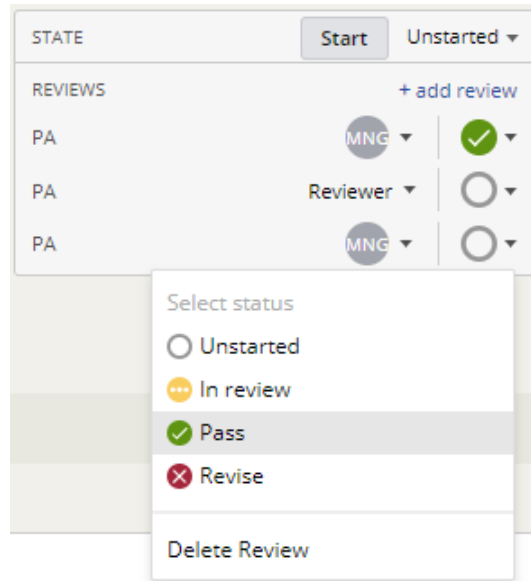 STATE Start Unstarted
REVIEWS + add review
PA MNG
PA Reviewer
PA MNG
Select status
Unstarted
In review
Pass
Revise
Delete Review